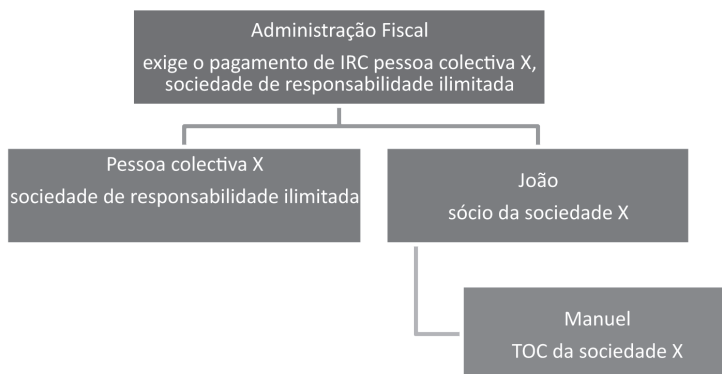 Administração Fiscal
exige o pagamento de IRC pessoa colectiva X,
sociedade de responsabilidade ilimitada
Pessoa colectiva X
sociedade de responsabilidade ilimitada
João
sócio da sociedade X
Manuel
TOC da sociedade X